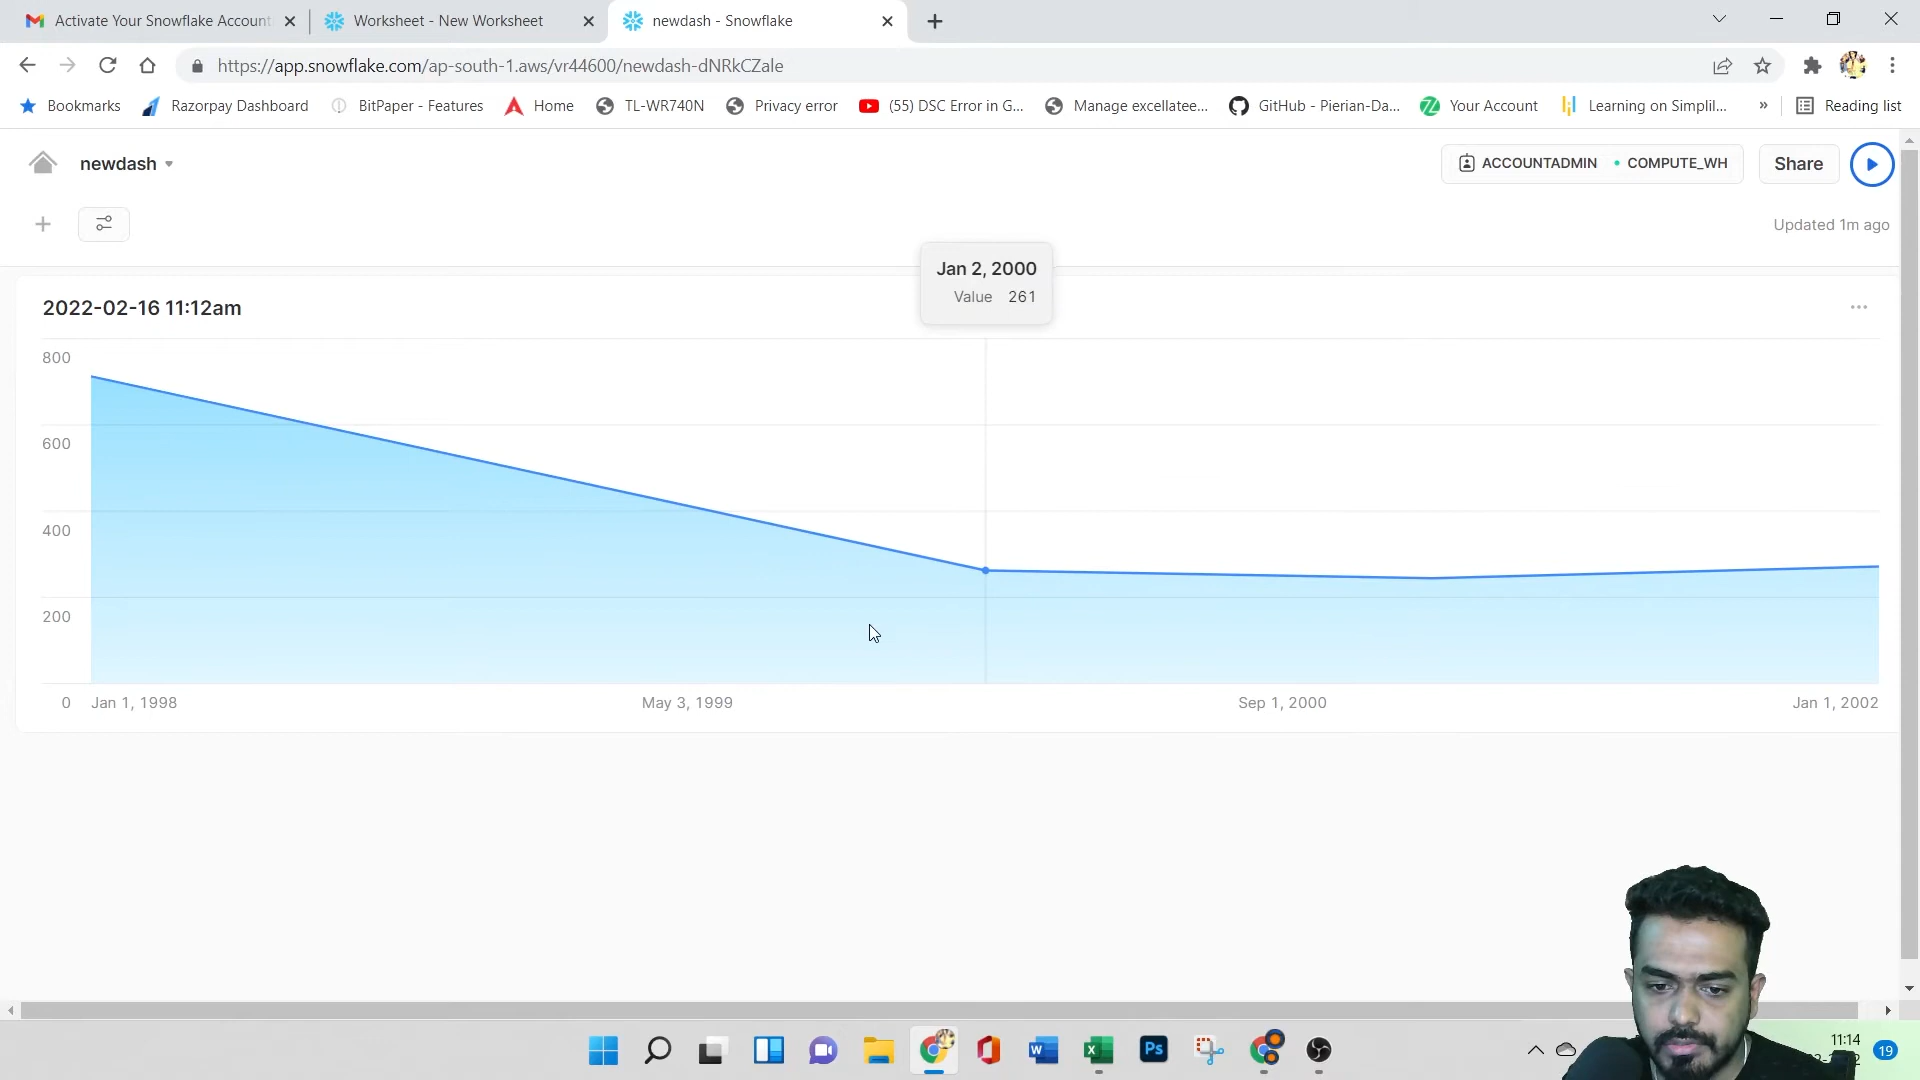 Activate Your Snowflake Account
Worksheet - New Worksheet
newdash - Snowflake
https://app.snowflake.com/ap-south-1.aws/vr44600/newdash-dNRkCZale
Bookmarks
Razorpay Dashboard
BitPaper - Features
Home
TL-WR740N
Privacy error
(55) DSC Error in G...
Manage excellatee...
GitHub - Pierian-Da...
Your Account
Learning on Simplil...
»
Reading list
newdash
ACCOUNTADMIN • COMPUTE_WH
Share
Updated 1m ago
Jan 2, 2000
Value 261
2022-02-16 11:12am
800
600
400
200
0
Jan 1, 1998
May 3, 1999
Sep 1, 2000
Jan 1, 2002
W
X
Ps
11:14
19